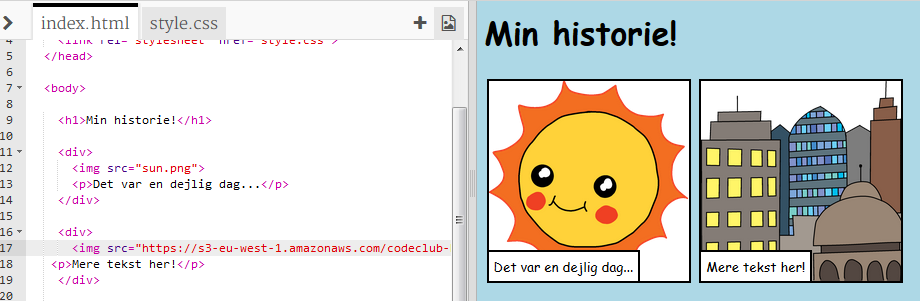 index.html style.css
4 <link rel="stylesheet" href="style.css">
5 </head>
6
7 <body>
8
9 <h1>Min historie!</h1>
10
11 <div>
12 <img src="sun.png">
13 <p>Det var en dejlig dag...</p>
14 </div>
15
16 <div>
17 <img src="https://s3-eu-west-1.amazonaws.com/codeclub-
18 <p>Mere tekst her!</p>
19 </div>
20
Min historie!
Det var en dejlig dag...
Mere tekst her!